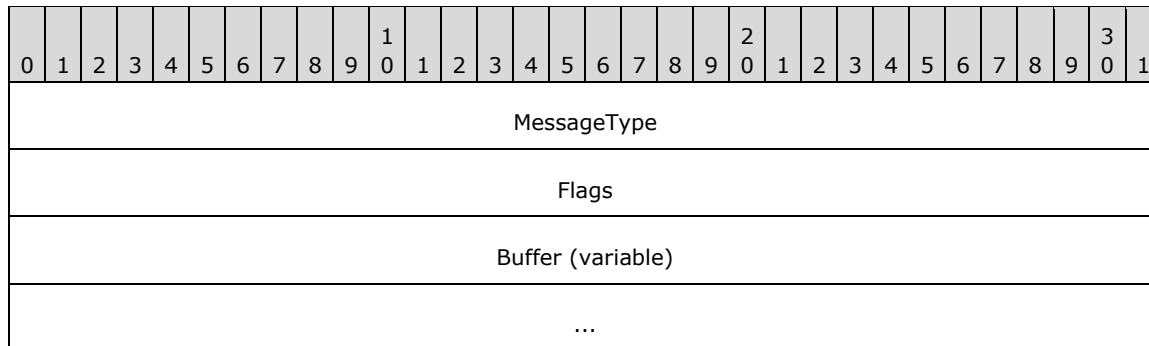 1 2 3
0 1 2 3 4 5 6 7 8 9 0 1 2 3 4 5 6 7 8 9 0 1 2 3 4 5 6 7 8 9 0 1
MessageType
Flags
Buffer (variable)
...